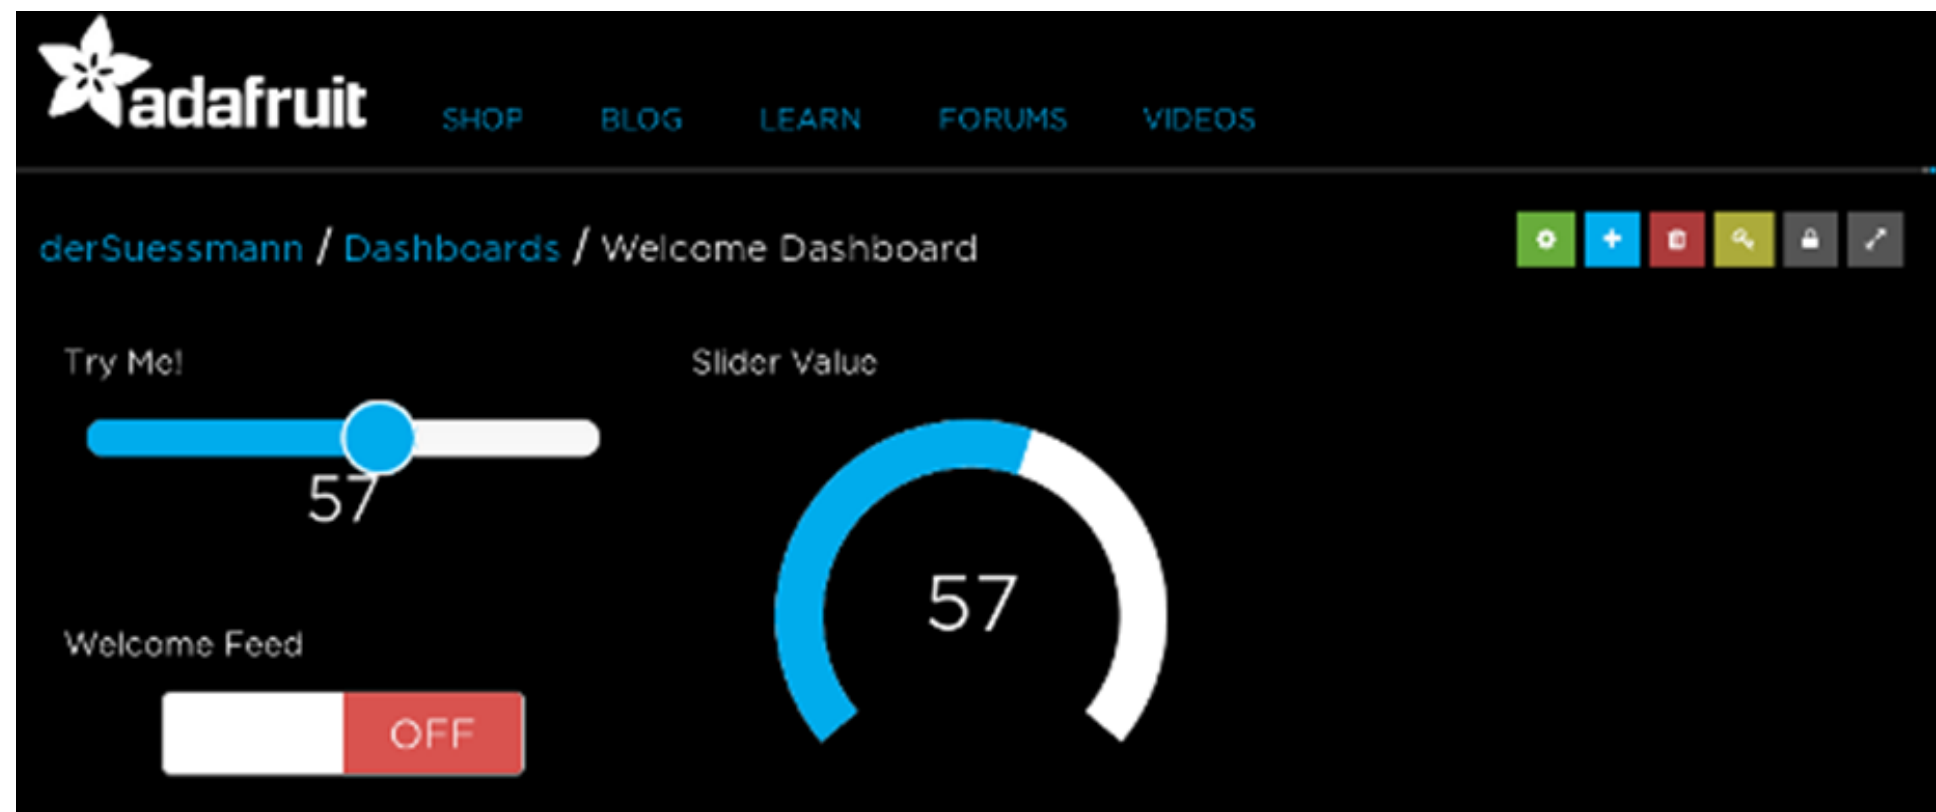 adafruit SHOP BLOG LEARN FORUMS VIDEOS
derSuessmann / Dashboards / Welcome Dashboard
Try Me!
57
Slider Value
57
Welcome Feed
OFF